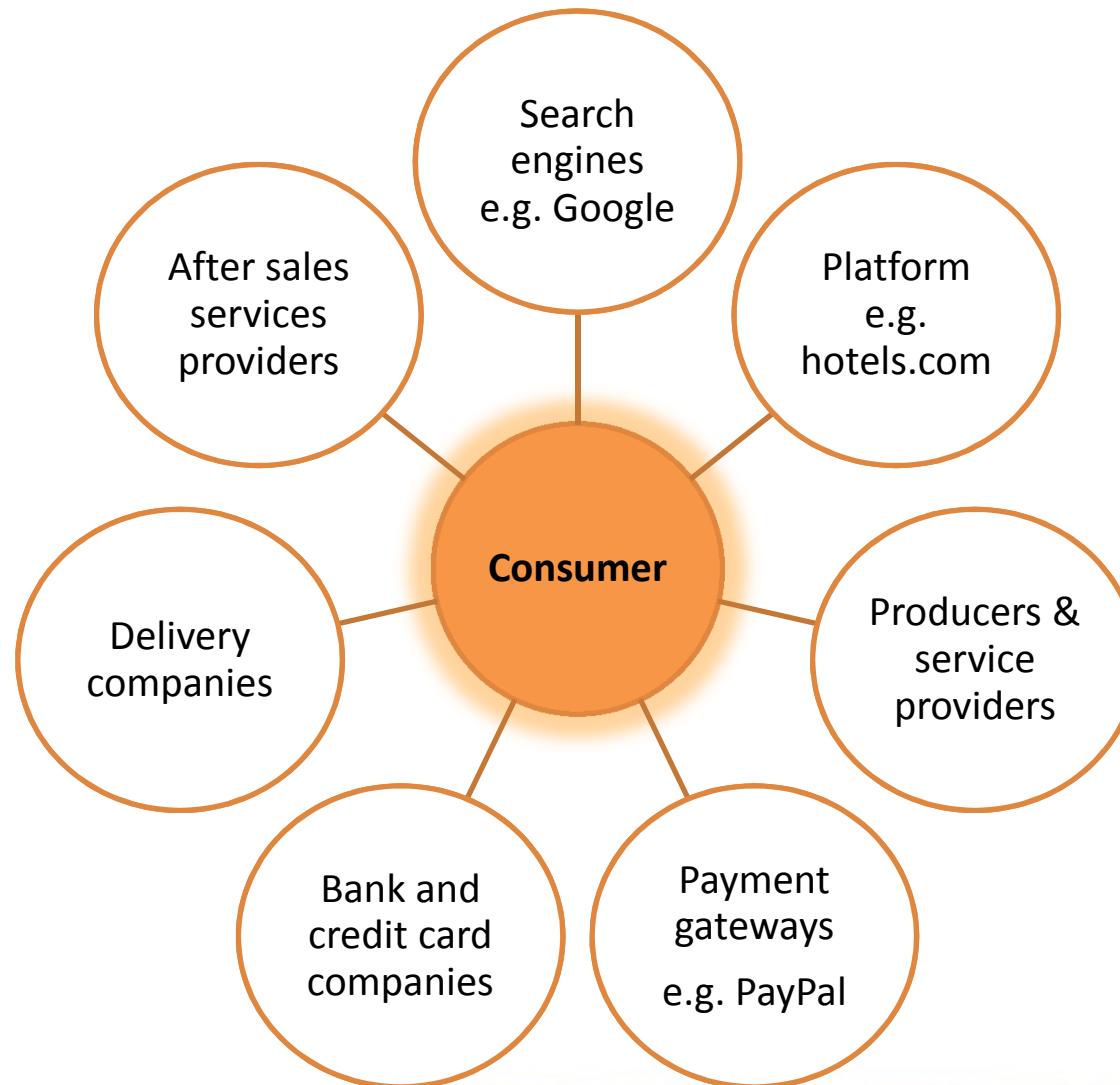 Search
engines
e.g. Google
Platform
e.g.
hotels.com
Producers &
service
providers
Payment
gateways
e.g. PayPal
Bank and
credit card
companies
Delivery
companies
After sales
services
providers
Consumer